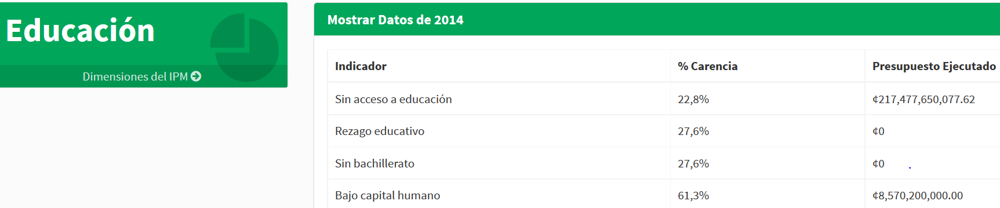 Educación
Dimensiones del IPM
Mostrar Datos de 2014
Indicador % Carencia Presupuesto Ejecutado
Sin acceso a educación 22,8% ¢217,477,650,077.62
Rezago educativo 27,6% ¢0
Sin bachillerato 27,6% ¢0 .
Bajo capital humano 61,3% ¢8,570,200,000.00